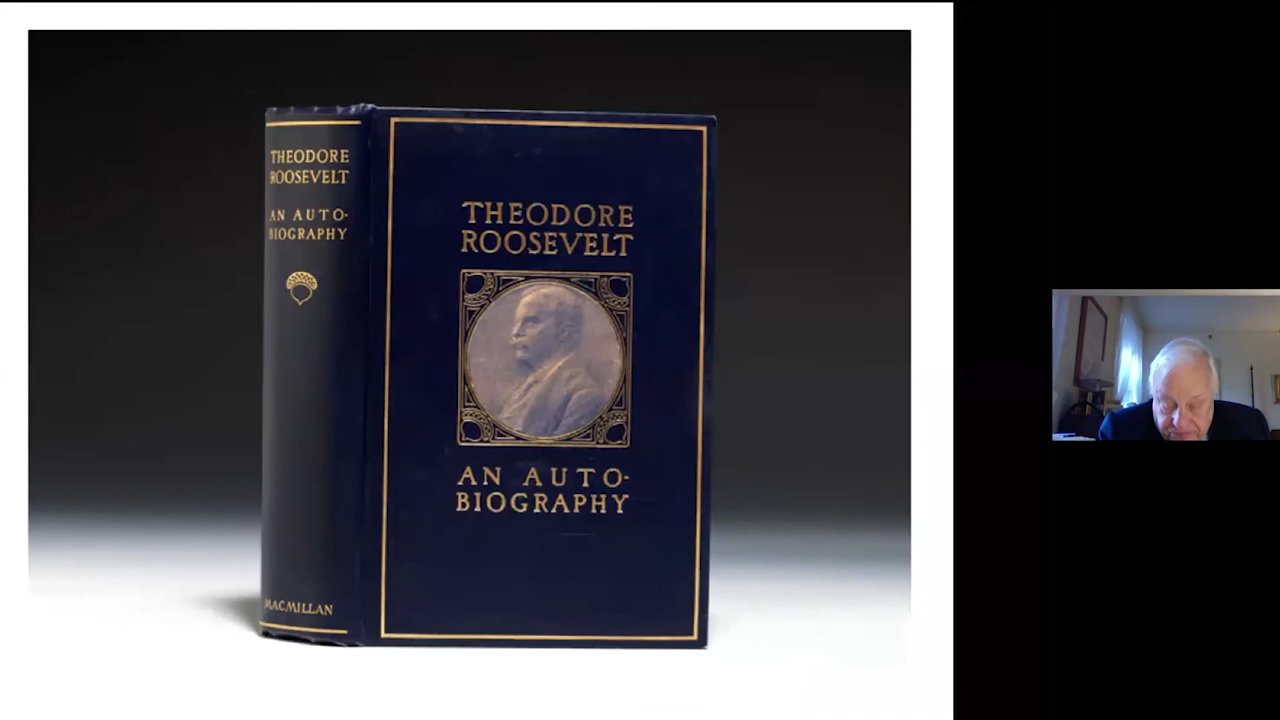 THEODORE
ROOSEVELT
AN AUTO-
BIOGRAPHY
MACMILLAN
THEODORE
ROOSEVELT
AN AUTO-
BIOGRAPHY